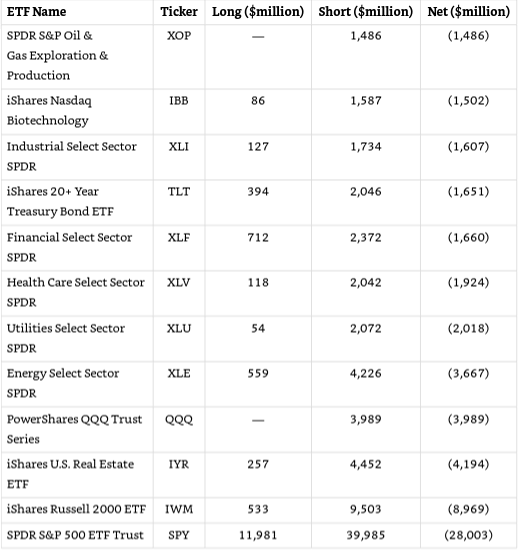 ETF Name Ticker Long ($million) Short ($million) Net ($million)
SPDR S&P Oil & XOP — 1,486 (1,486)
Gas Exploration &
Production
iShares Nasdaq IBB 86 1,587 (1,502)
Biotechnology
Industrial Select Sector XLI 127 1,734 (1,607)
SPDR
iShares 20+ Year TLT 394 2,046 (1,651)
Treasury Bond ETF
Financial Select Sector XLF 712 2,372 (1,660)
SPDR
Health Care Select Sector XLV 118 2,042 (1,924)
SPDR
Utilities Select Sector XLU 54 2,072 (2,018)
SPDR
Energy Select Sector XLE 559 4,226 (3,667)
SPDR
PowerShares QQQ Trust QQQ — 3,989 (3,989)
Series
iShares U.S. Real Estate IYR 257 4,452 (4,194)
ETF
iShares Russell 2000 ETF IWM 533 9,503 (8,969)
SPDR S&P 500 ETF Trust SPY 11,981 39,985 (28,003)